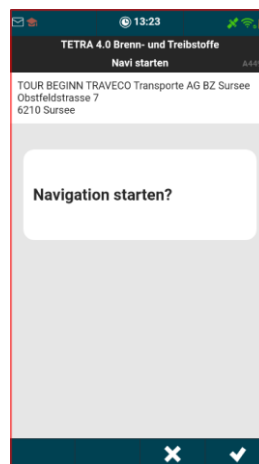 13:23
TETRA 4.0 Brenn- und Treibstoffe
Navi starten
TOUR BEGINN TRAVECO Transporte AG BZ Sursee
Obstfeldstrasse 7
6210 Sursee
Navigation starten?